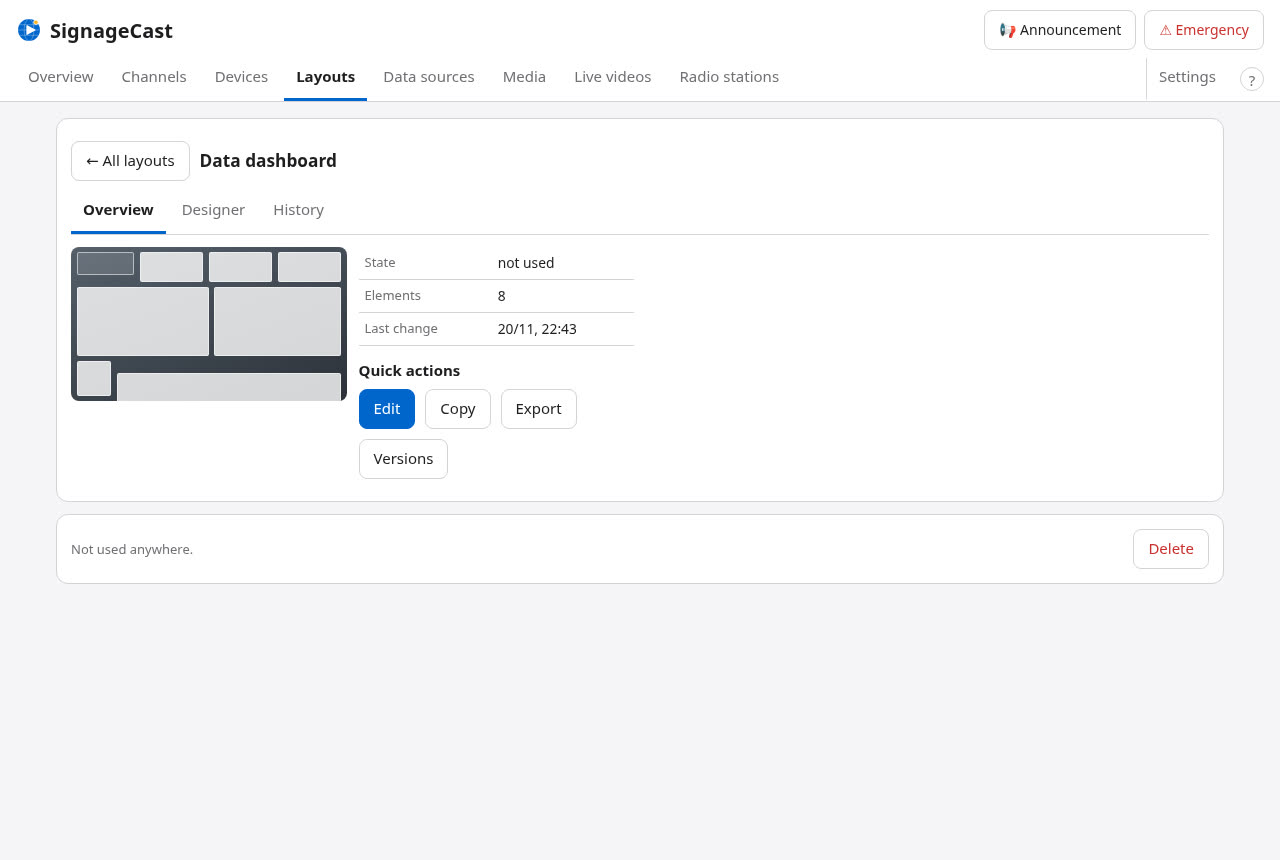 SignageCast
📢 Announcement
⚠ Emergency
Overview Channels Devices Layouts Data sources Media Live videos Radio stations Settings ?
← All layouts
Data dashboard
Overview Designer History
State not used
Elements 8
Last change 20/11, 22:43
Quick actions
Edit Copy Export
Versions
Not used anywhere.
Delete